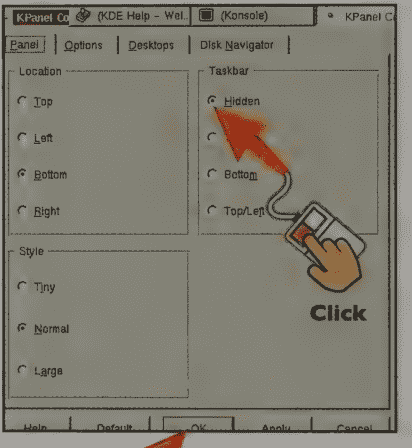 KPanel Co (KDE Help - Wel.. (Konsole) KPanel C
Panel Options Desktops Disk Navigator
Location Taskbar
Top Hidden
Left
Bottom Bottom
Right Top/Left
Style
Tiny
Normal
Large
Click
Help Default OK Apply Cancel